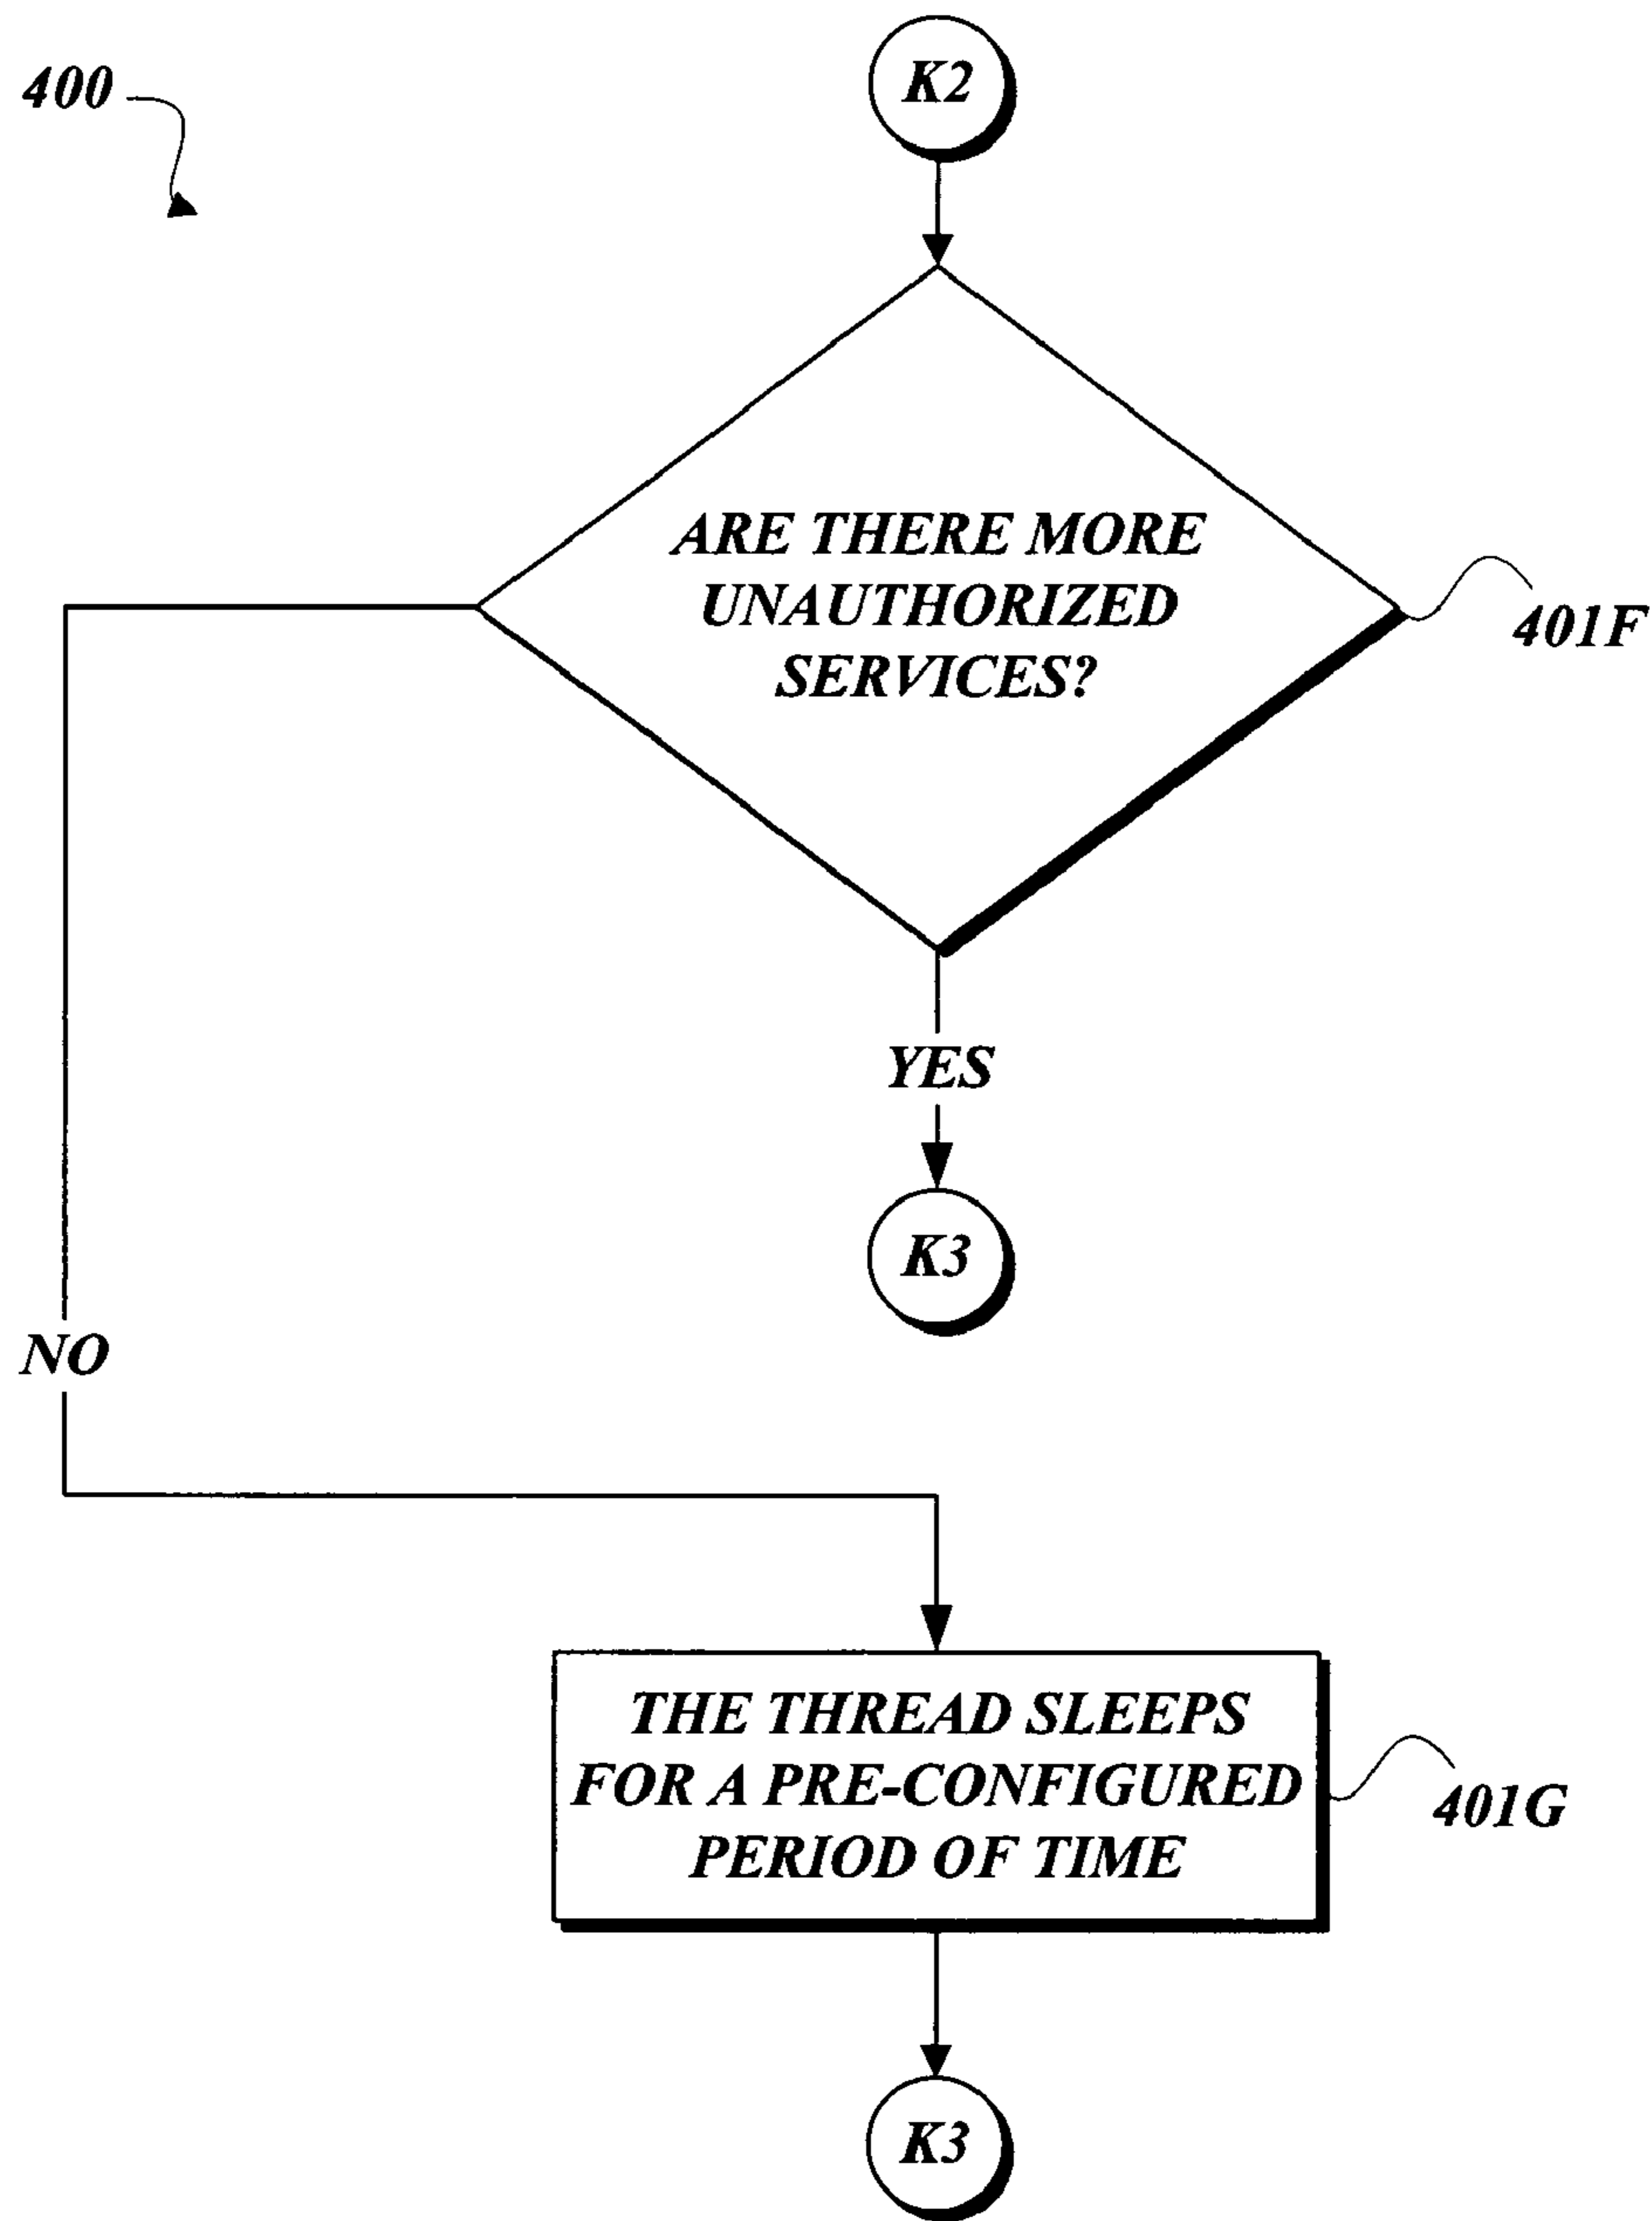 400
K2
ARE THERE MORE
UNAUTHORIZED
SERVICES?
401F
YES
K3
NO
THE THREAD SLEEPS
FOR A PRE-CONFIGURED
PERIOD OF TIME
401G
K3